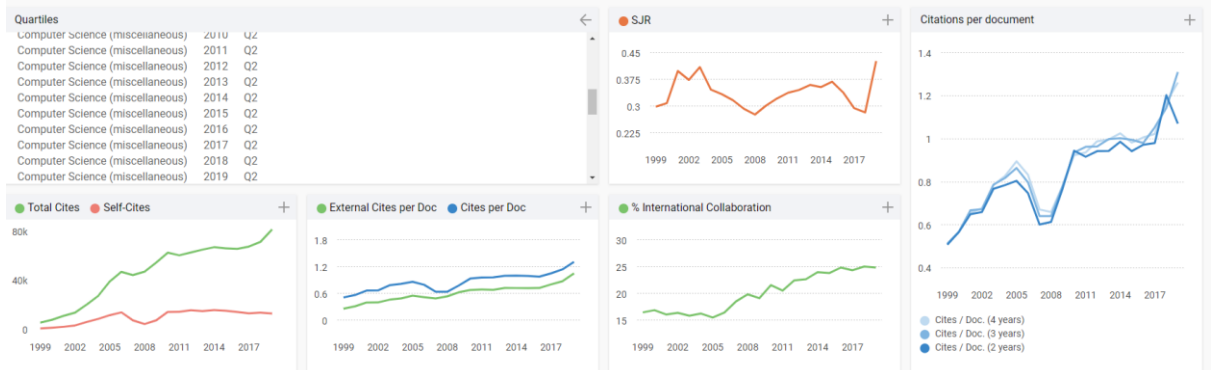 Quartiles
Computer Science (miscellaneous) 2010 Q2
Computer Science (miscellaneous) 2011 Q2
Computer Science (miscellaneous) 2012 Q2
Computer Science (miscellaneous) 2013 Q2
Computer Science (miscellaneous) 2014 Q2
Computer Science (miscellaneous) 2015 Q2
Computer Science (miscellaneous) 2016 Q2
Computer Science (miscellaneous) 2017 Q2
Computer Science (miscellaneous) 2018 Q2
Computer Science (miscellaneous) 2019 Q2
SJR
0.45
0.375
0.3
0.225
1999 2002 2005 2008 2011 2014 2017
Citations per document
1.4
1.2
1
0.8
0.6
0.4
1999 2002 2005 2008 2011 2014 2017
Cites / Doc. (4 years)
Cites / Doc. (3 years)
Cites / Doc. (2 years)
Total Cites Self-Cites
80k
40k
0
1999 2002 2005 2008 2011 2014 2017
External Cites per Doc Cites per Doc
1.8
1.2
0.6
0
1999 2002 2005 2008 2011 2014 2017
% International Collaboration
30
25
20
15
1999 2002 2005 2008 2011 2014 2017